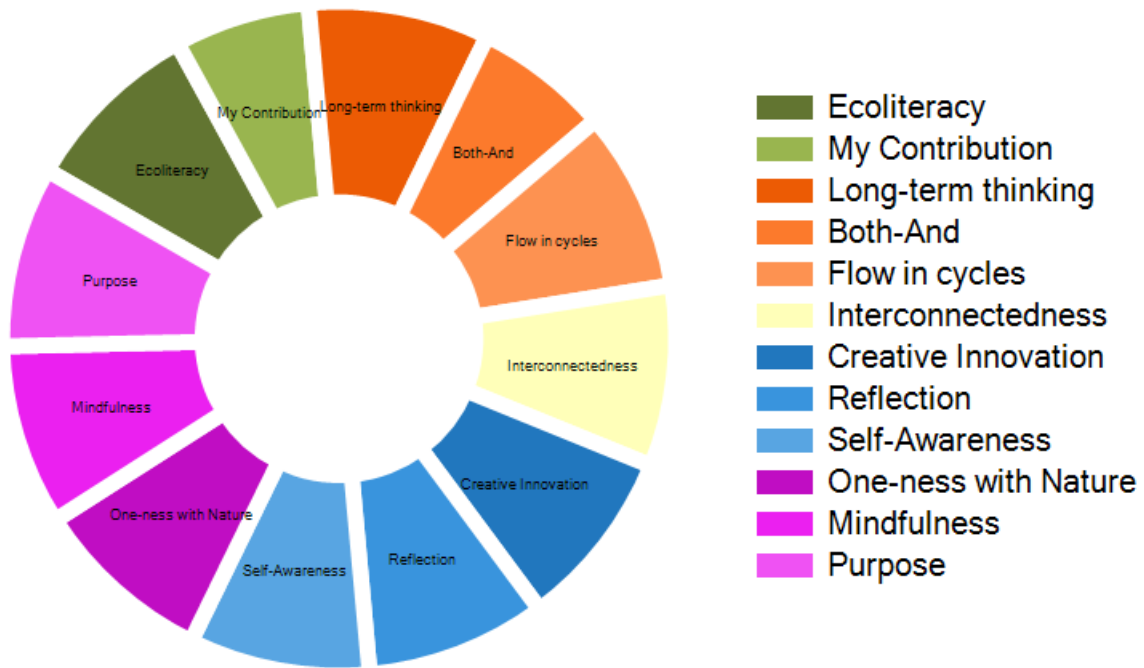 My Contribution
Long-term thinking
Both-And
Ecoliteracy
Flow in cycles
Purpose
Interconnectedness
Mindfulness
Creative Innovation
One-ness with Nature
Reflection
Self-Awareness
Ecoliteracy
My Contribution
Long-term thinking
Both-And
Flow in cycles
Interconnectedness
Creative Innovation
Reflection
Self-Awareness
One-ness with Nature
Mindfulness
Purpose